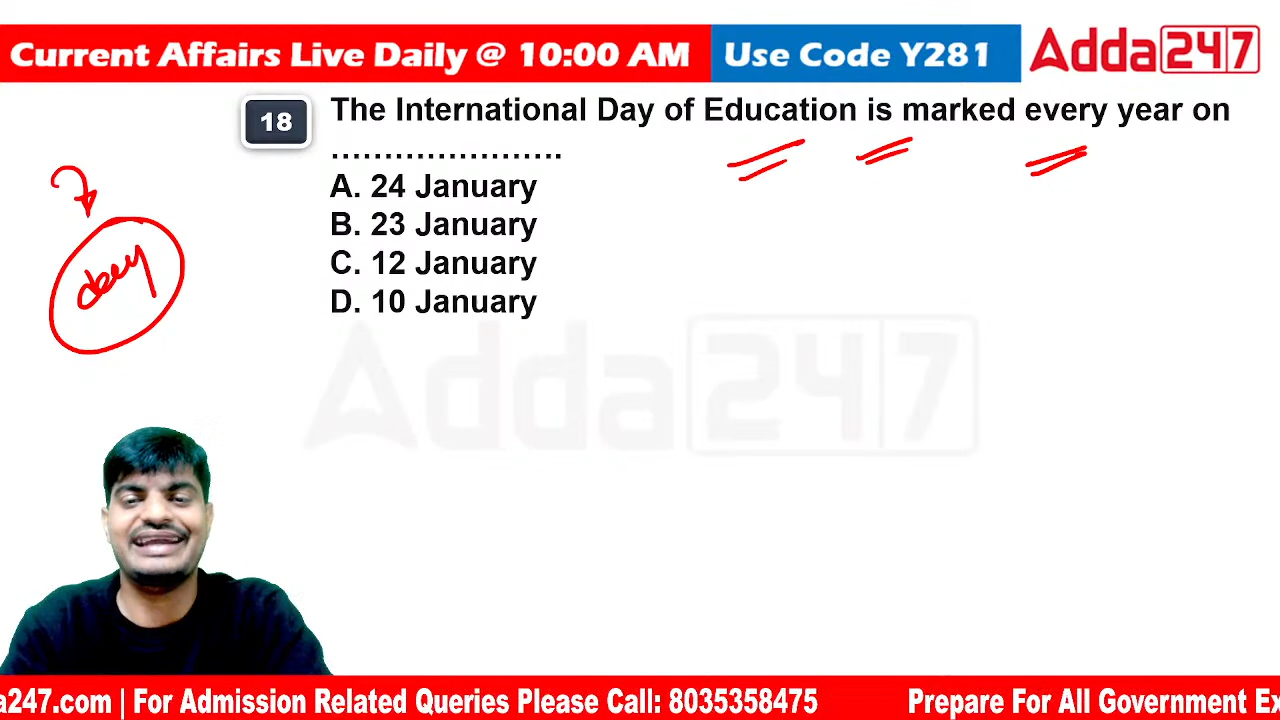 Current Affairs Live Daily @ 10:00 AM
Use Code Y281
Adda247
18
The International Day of Education is marked every year on
......................
A. 24 January
B. 23 January
C. 12 January
D. 10 January
day
Adda247
a247.com | For Admission Related Queries Please Call: 8035358475
Prepare For All Government Ex